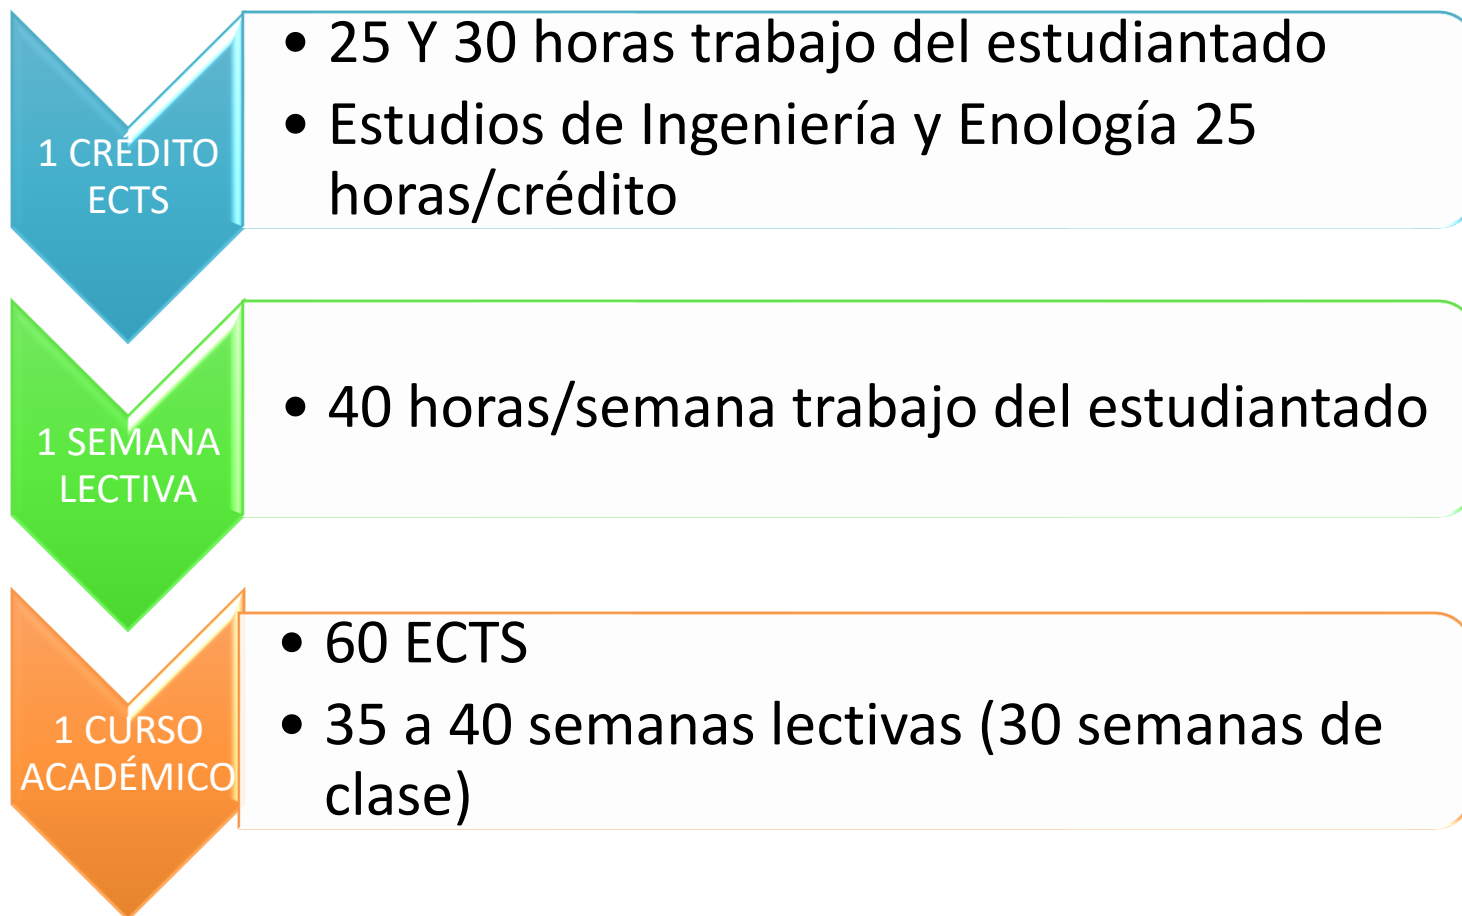 1 CRÉDITO
ECTS
• 25 Y 30 horas trabajo del estudiantado
• Estudios de Ingeniería y Enología 25
horas/crédito
1 SEMANA
LECTIVA
• 40 horas/semana trabajo del estudiantado
1 CURSO
ACADÉMICO
• 60 ECTS
• 35 a 40 semanas lectivas (30 semanas de
clase)